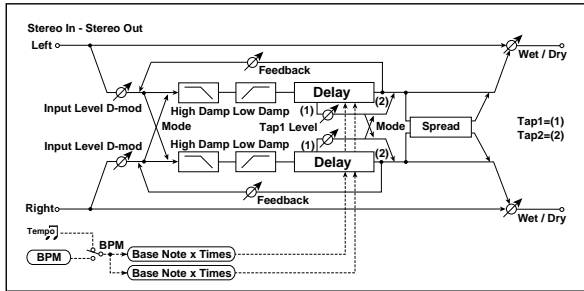 Stereo In - Stereo Out
Left
Wet / Dry
Feedback
Input Level D-mod
High Damp Low Damp
Delay
(1)
(2)
Mode
Tap1 Level
Mode
Spread
Tap1=(1)
Tap2=(2)
Input Level D-mod
High Damp Low Damp
(1)
Delay
(2)
Feedback
Right
Wet / Dry
Tempo
BPM
BPM
Base Note x Times
Base Note x Times